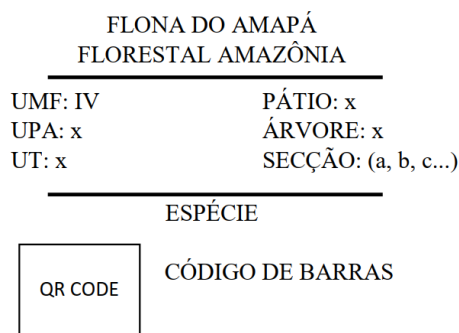 FLONA DO AMAPÁ
FLORESTAL AMAZÔNIA
UMF: IV PÁTIO: x
UPA: x ÁRVORE: x
UT: x SECÇÃO: (a, b, c...)
ESPÉCIE
CÓDIGO DE BARRAS
QR CODE